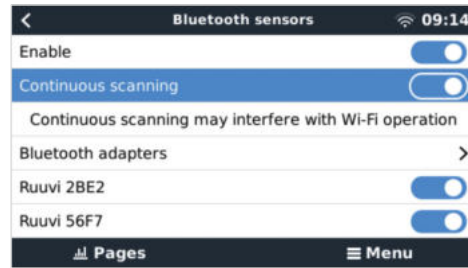 Bluetooth sensors 09:14
Enable
Continuous scanning
Continuous scanning may interfere with Wi-Fi operation
Bluetooth adapters
Ruuvi 2BE2
Ruuvi 56F7
Pages Menu